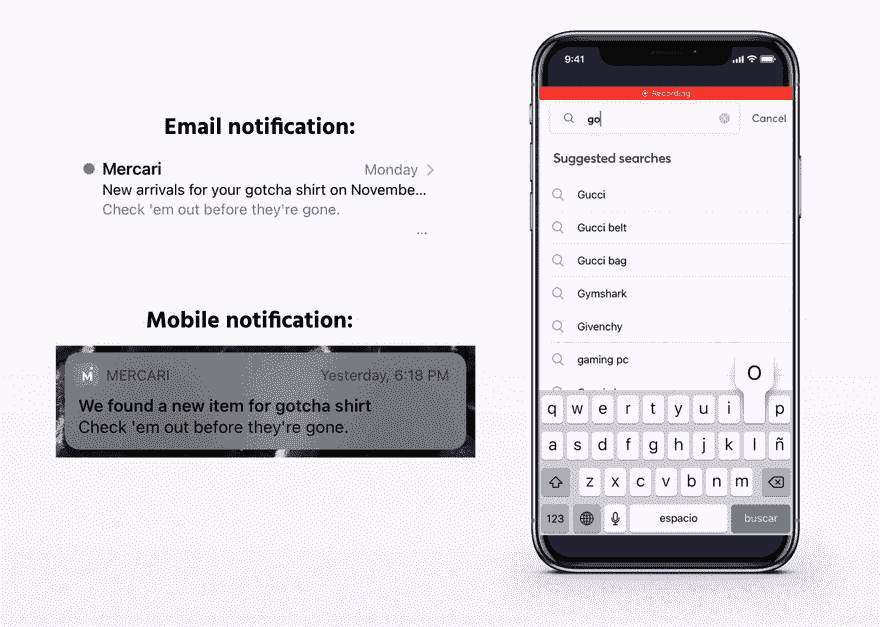 Email notification:
Mercari
Monday
New arrivals for your gotcha shirt on Novembe...
Check 'em out before they're gone.
...
Mobile notification:
MERCARI
Yesterday, 6:18 PM
We found a new item for gotcha shirt
Check 'em out before they're gone.
9:41
Recording
go
Cancel
Suggested searches
Gucci
Gucci belt
Gucci bag
Gymshark
Givenchy
gaming pc
O
q w e r t y u i p
a s d f g h j k l ñ
z x c v b n m
123 espacio buscar